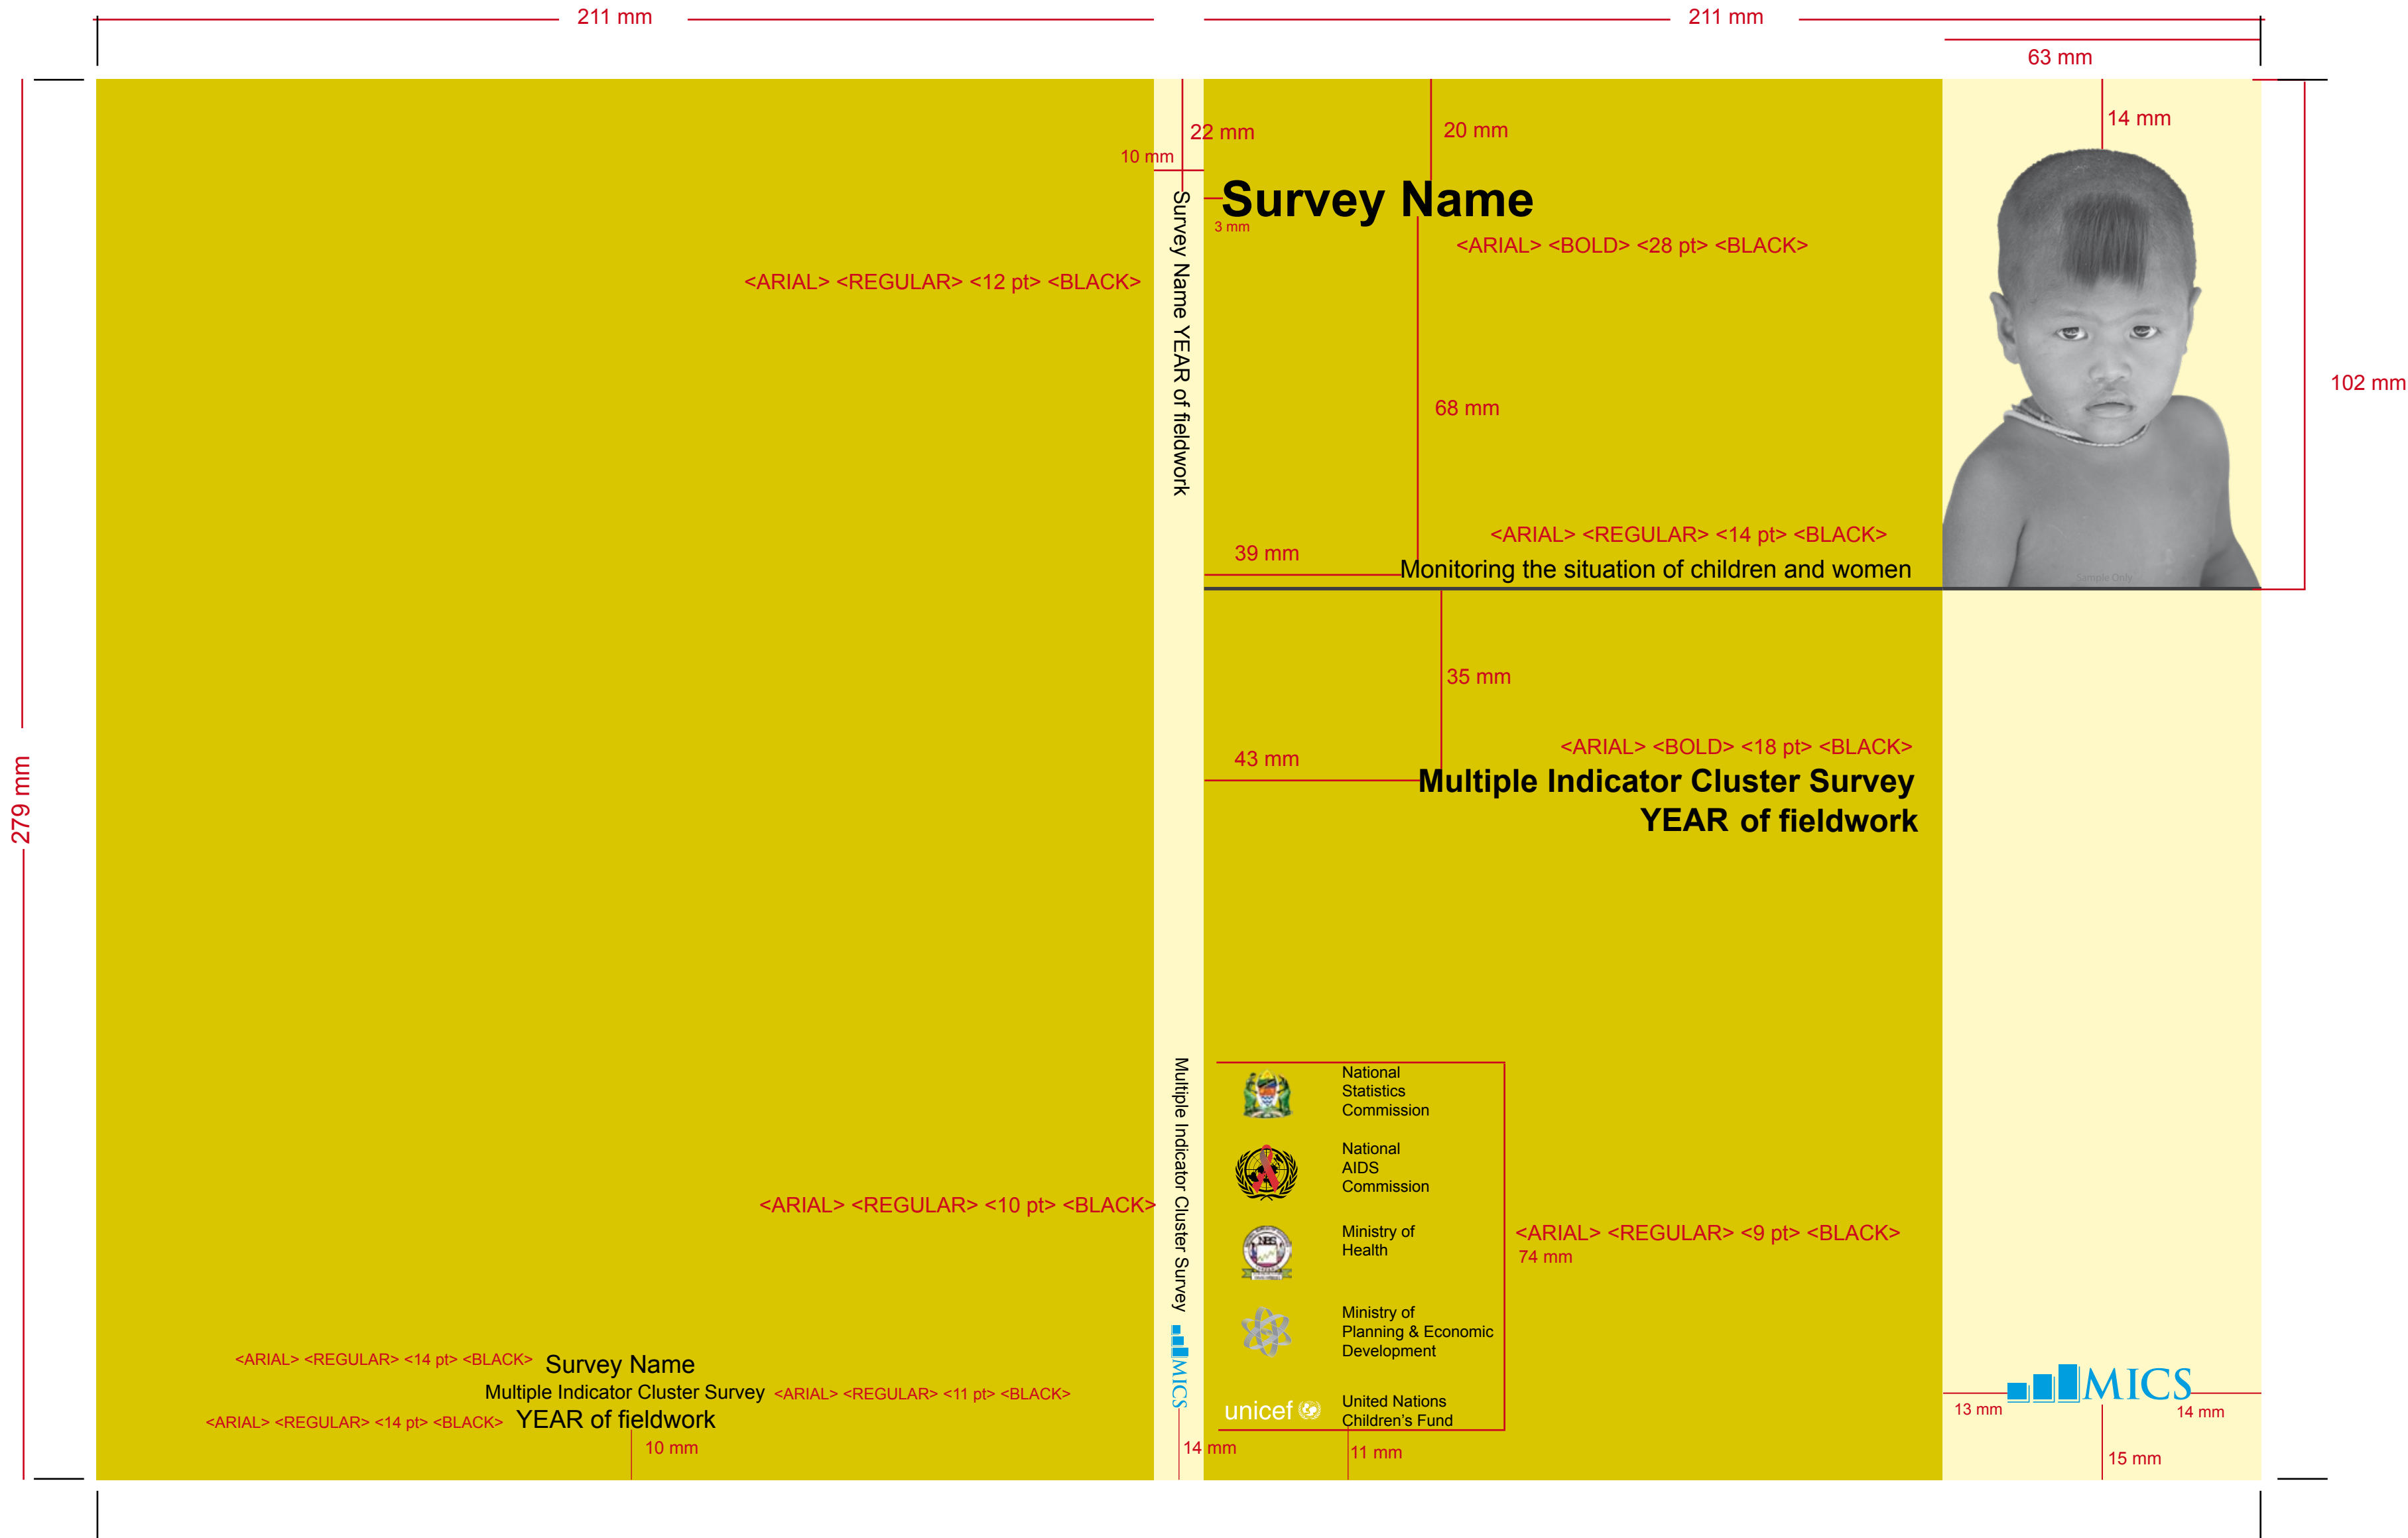 211 mm
211 mm
63 mm
279 mm
102 mm
22 mm
10 mm
Survey Name YEAR of fieldwork
<ARIAL> <REGULAR> <12 pt> <BLACK>
20 mm
14 mm
Survey Name
3 mm
<ARIAL> <BOLD> <28 pt> <BLACK>
68 mm
<ARIAL> <REGULAR> <14 pt> <BLACK>
39 mm
Monitoring the situation of children and women
Sample Only
35 mm
<ARIAL> <BOLD> <18 pt> <BLACK>
43 mm
Multiple Indicator Cluster Survey
YEAR of fieldwork
Multiple Indicator Cluster Survey
<ARIAL> <REGULAR> <10 pt> <BLACK>
MICS
14 mm
National
Statistics
Commission
National
AIDS
Commission
NBS
Ministry of
Health
<ARIAL> <REGULAR> <9 pt> <BLACK>
74 mm
Ministry of
Planning & Economic
Development
unicef
United Nations
Children’s Fund
11 mm
MICS
13 mm
14 mm
15 mm
<ARIAL> <REGULAR> <14 pt> <BLACK> Survey Name
Multiple Indicator Cluster Survey <ARIAL> <REGULAR> <11 pt> <BLACK>
<ARIAL> <REGULAR> <14 pt> <BLACK> YEAR of fieldwork
10 mm